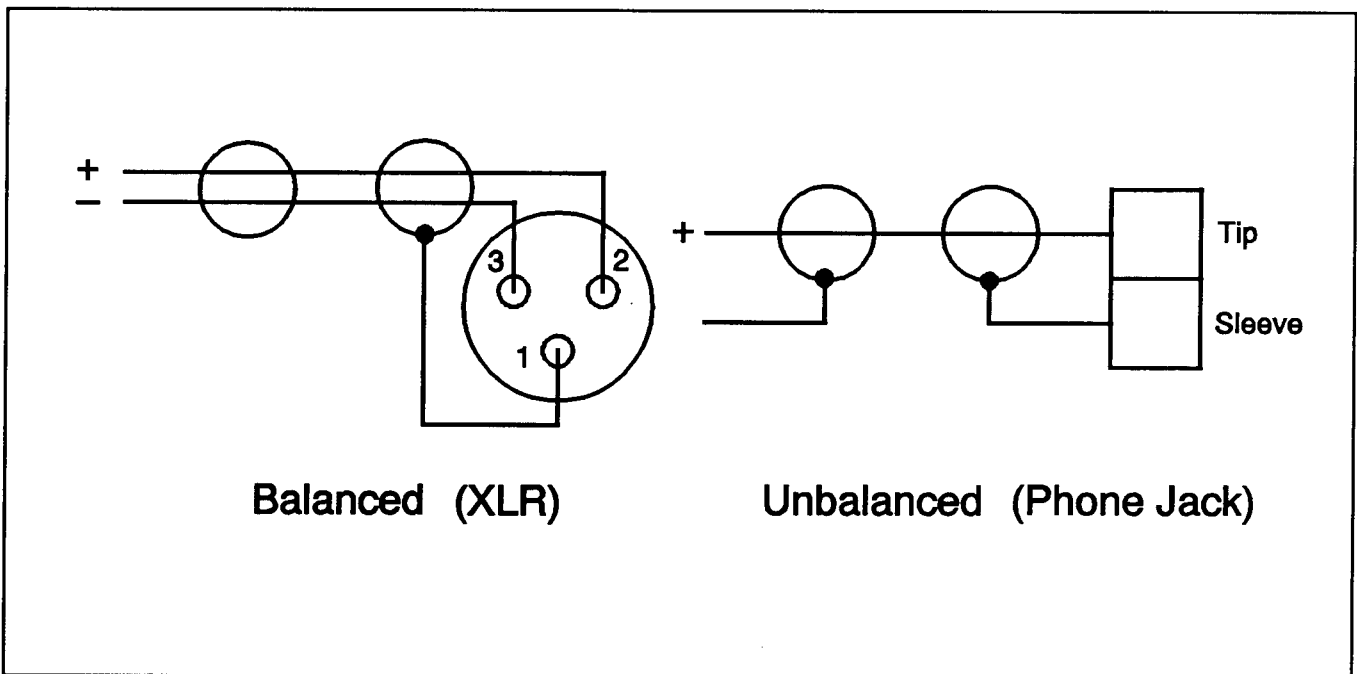 +
−
3
2
1
Balanced (XLR)
+
Tip
Sleeve
Unbalanced (Phone Jack)